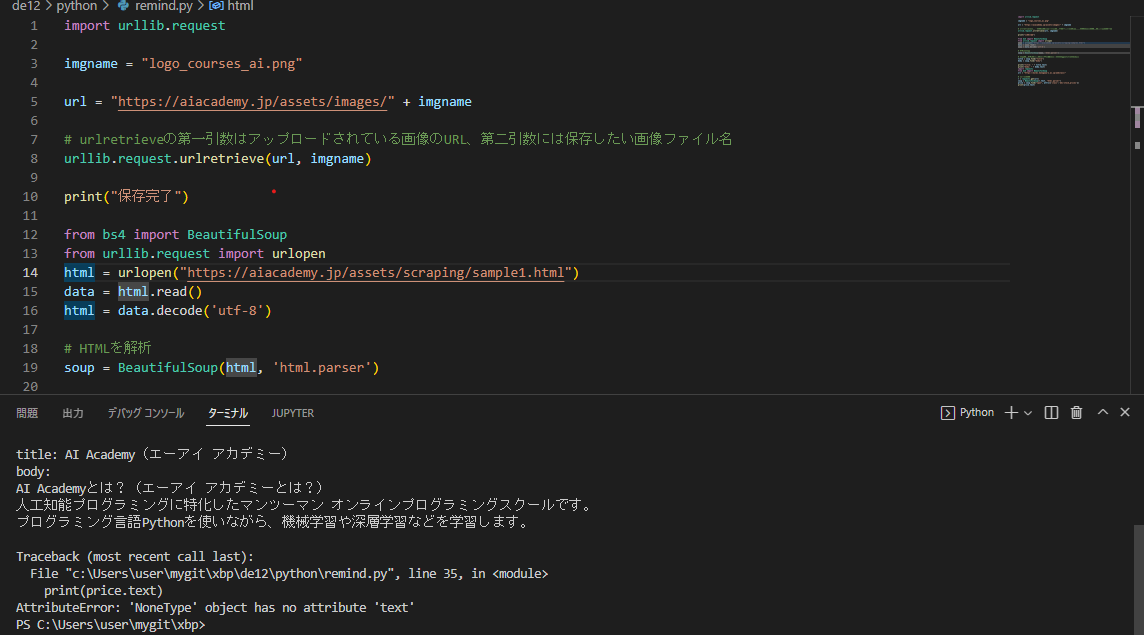 de12 > python > remind.py > html
1 import urllib.request
2
3 imgname = "logo_courses_ai.png"
4
5 url = "https://aiacademy.jp/assets/images/" + imgname
6
7 # urlretrieveの第一引数はアップロードされている画像のURL、第二引数には保存したい画像ファイル名
8 urllib.request.urlretrieve(url, imgname)
9
10 print("保存完了")
11
12 from bs4 import BeautifulSoup
13 from urllib.request import urlopen
14 html = urlopen("https://aiacademy.jp/assets/scraping/sample1.html")
15 data = html.read()
16 html = data.decode('utf-8')
17
18 # HTMLを解析
19 soup = BeautifulSoup(html, 'html.parser')
20
問題 出力 デバッグ コンソール ターミナル JUPYTER Python
title: AI Academy（エーアイ アカデミー）
body:
AI Academyとは？（エーアイ アカデミーとは？）
人工知能プログラミングに特化したマンツーマン オンラインプログラミングスクールです。
プログラミング言語Pythonを使いながら、機械学習や深層学習などを学習します。
Traceback (most recent call last):
File "c:\Users\user\mygit\xbp\de12\python\remind.py", line 35, in <module>
print(price.text)
AttributeError: 'NoneType' object has no attribute 'text'
PS C:\Users\user\mygit\xbp>